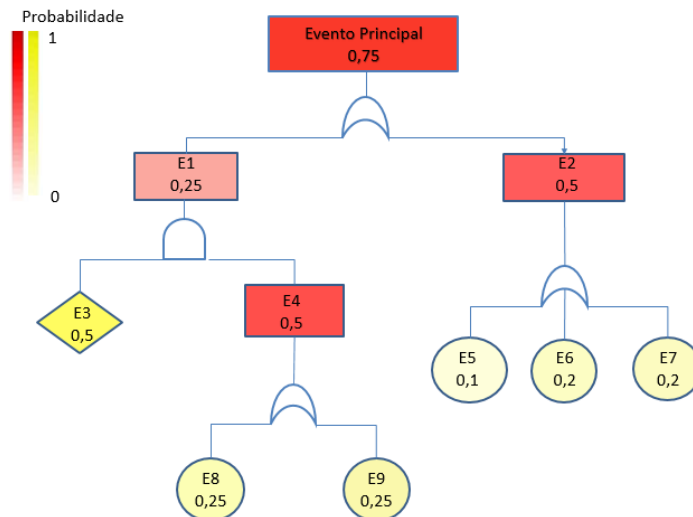 Probabilidade
1
0
Evento Principal
0,75
E1
0,25
E2
0,5
E3
0,5
E4
0,5
E5
0,1
E6
0,2
E7
0,2
E8
0,25
E9
0,25